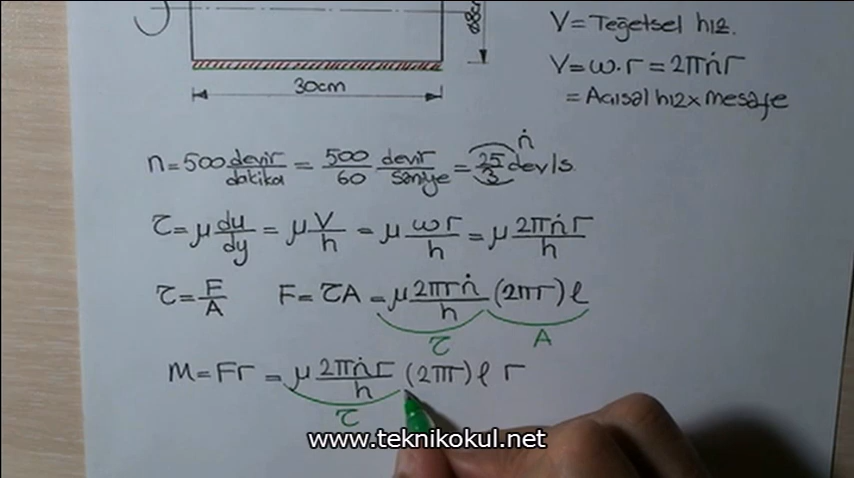 V = Teğetsel hız.
V = ω.r = 2πṅr
= Açısal hız x mesafe
30cm
ṅ
n = 500 devir/dakika = 500/60 devir/saniye = 25/3 dev/s
τ = μ du/dy = μ V/h = μ ωr/h = μ 2πṅr/h
τ = F/A F = τA = μ 2πrṅ/h (2πr) l
τ A
M = Fr = μ 2πṅr/h (2πr) l r
τ
www.teknikokul.net